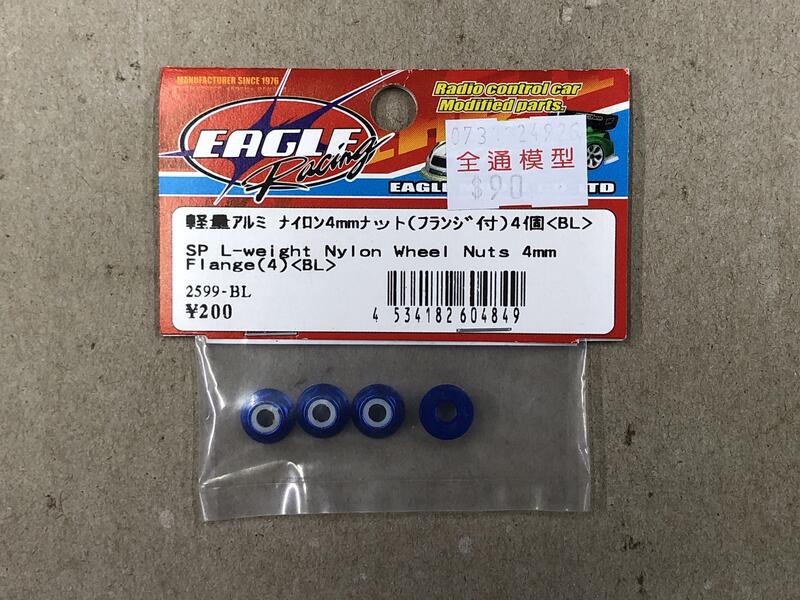 MANUFACTURER SINCE 1976
EAGLE
Racing
Radio control car
Modified parts.
全通模型
$90
EAGLE
LTD
軽量アルミ ナイロン4mmナット(フランジ付)4個<BL>
SP L-weight Nylon Wheel Nuts 4mm
Flange(4)<BL>
2599-BL
¥200
4 534182 604849